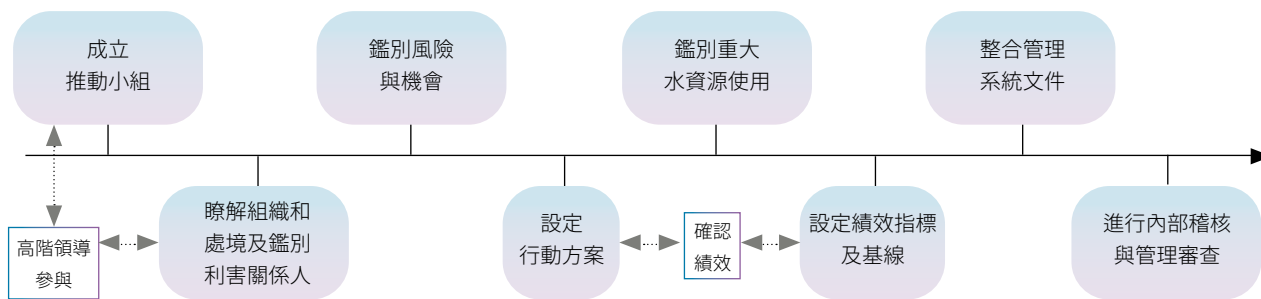 成立
推動小組
鑑別風險
與機會
鑑別重大
水資源使用
整合管理
系統文件
高階領導
參與
瞭解組織和
處境及鑑別
利害關係人
設定
行動方案
確認
績效
設定績效指標
及基線
進行內部稽核
與管理審查